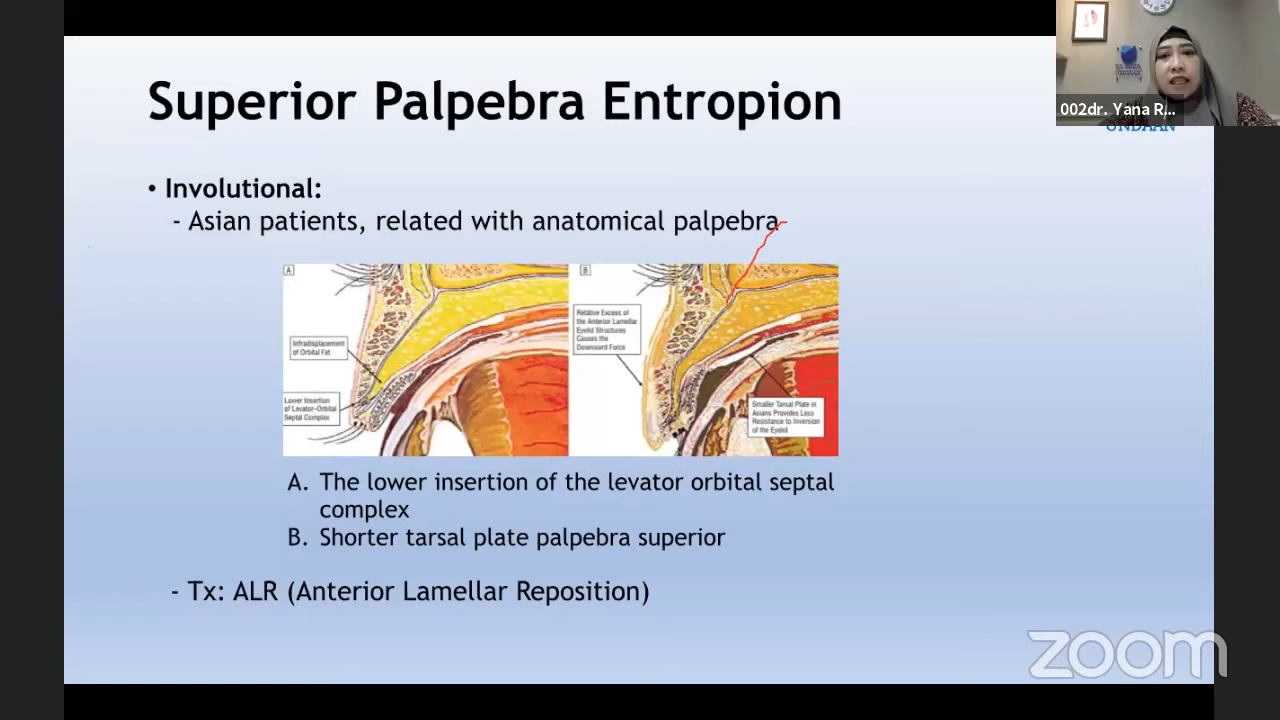 Superior Palpebra Entropion
002dr. Yana R...
UNDAAN
• Involutional:
- Asian patients, related with anatomical palpebra
A
Infradisplacement
of Orbital Fat
Lower Insertion
of Levator-Orbital
Septal Complex
B
Relative Excess of
the Anterior Lamellar
Eyelid Structures
Causes the
Downward Force
Smaller Tarsal Plate in
Asians Provides Less
Resistance to Inversion
of the Eyelid
A. The lower insertion of the levator orbital septal
complex
B. Shorter tarsal plate palpebra superior
- Tx: ALR (Anterior Lamellar Reposition)
zoom